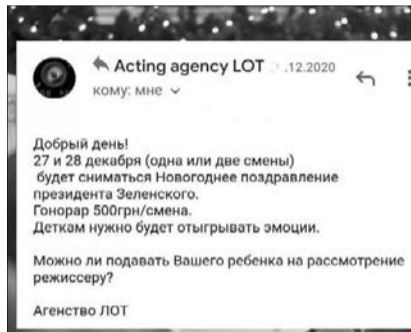 Acting agency LOT .12.2020
кому: мне
Добрый день!
27 и 28 декабря (одна или две смены)
будет сниматься Новогоднее поздравление
президента Зеленского.
Гонорар 500грн/смена.
Деткам нужно будет отыгрывать эмоции.
Можно ли подавать Вашего ребенка на рассмотрение
режиссеру?
Агенство ЛОТ